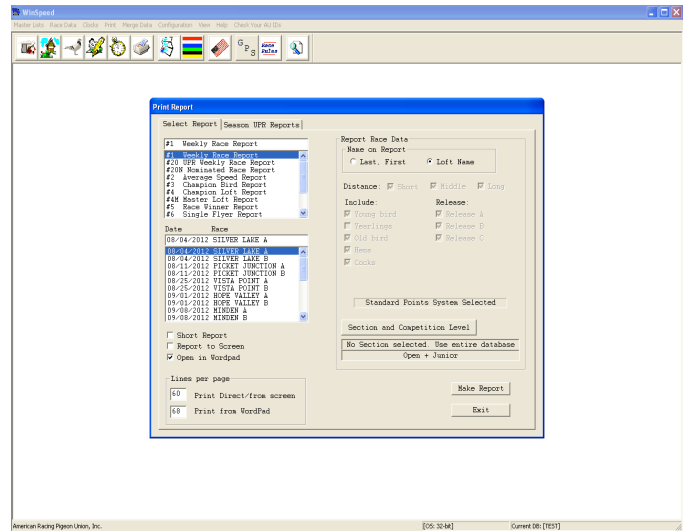 WinSpeed
Master Lists Race Data Clocks Print Merge Data Configuration View Help Check Your AU IDs
GPS Race Rules
Print Report
Select Report Season UPR Reports
#1 Weekly Race Report
#1 Weekly Race Report
#20 UPR Weekly Race Report
#20N Nominated Race Report
#2 Average Speed Report
#3 Champion Bird Report
#4 Champion Loft Report
#4M Master Loft Report
#5 Race Winner Report
#6 Single Flyer Report
Date Race
08/04/2012 SILVER LAKE A
08/04/2012 SILVER LAKE A
08/04/2012 SILVER LAKE B
08/11/2012 PICKET JUNCTION A
08/11/2012 PICKET JUNCTION B
08/25/2012 VISTA POINT A
08/25/2012 VISTA POINT B
09/01/2012 HOPE VALLEY A
09/01/2012 HOPE VALLEY B
09/08/2012 MINDEN A
09/08/2012 MINDEN B
Short Report
Report to Screen
Open in Wordpad
Lines per page
60 Print Direct/from screen
68 Print from WordPad
Report Race Data
Name on Report
Last, First Loft Name
Distance: Short Middle Long
Include: Release:
Young bird Release A
Yeerlings Release B
Old bird Release C
Hens
Cocks
Standard Points System Selected
Section and Competition Level
No Section selected. Use entire database
Open + Junior
Make Report
Exit
American Racing Pigeon Union, Inc. [OS: 32-bit] Current DB: [TEST]